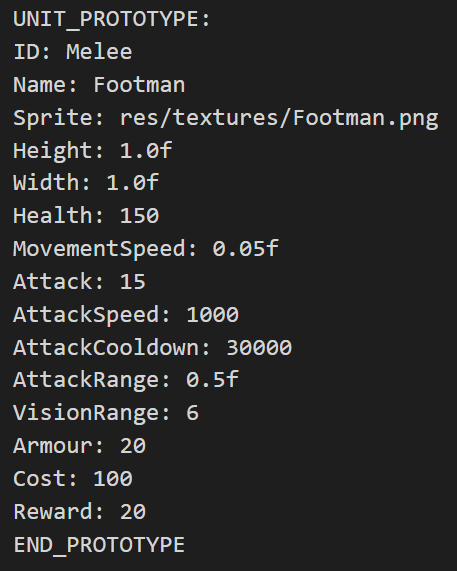 UNIT_PROTOTYPE:
ID: Melee
Name: Footman
Sprite: res/textures/Footman.png
Height: 1.0f
Width: 1.0f
Health: 150
MovementSpeed: 0.05f
Attack: 15
AttackSpeed: 1000
AttackCooldown: 30000
AttackRange: 0.5f
VisionRange: 6
Armour: 20
Cost: 100
Reward: 20
END_PROTOTYPE